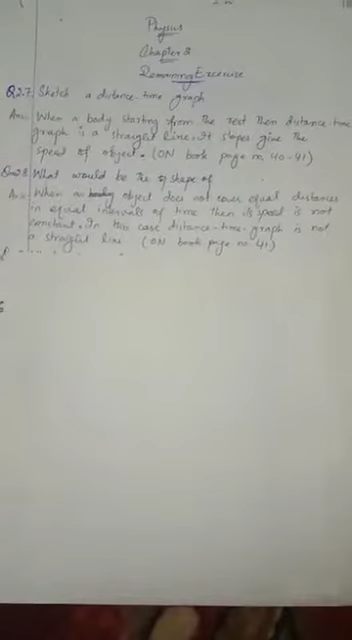 Physics
Chapter 2
Remaining Excercise
Q2.7 Sketch a distance-time graph
Ans: When a body starting from the rest then distance-time
graph is a straight line. It slopes give the
speed of object. (ON book page no, 40-41)
Que2.8 What would be the shape of
Ans: When an object does not cover equal distances
in equal intervals of time then its speed is not
constant. In this case distance-time-graph is not
a straight line (ON book page no 41)